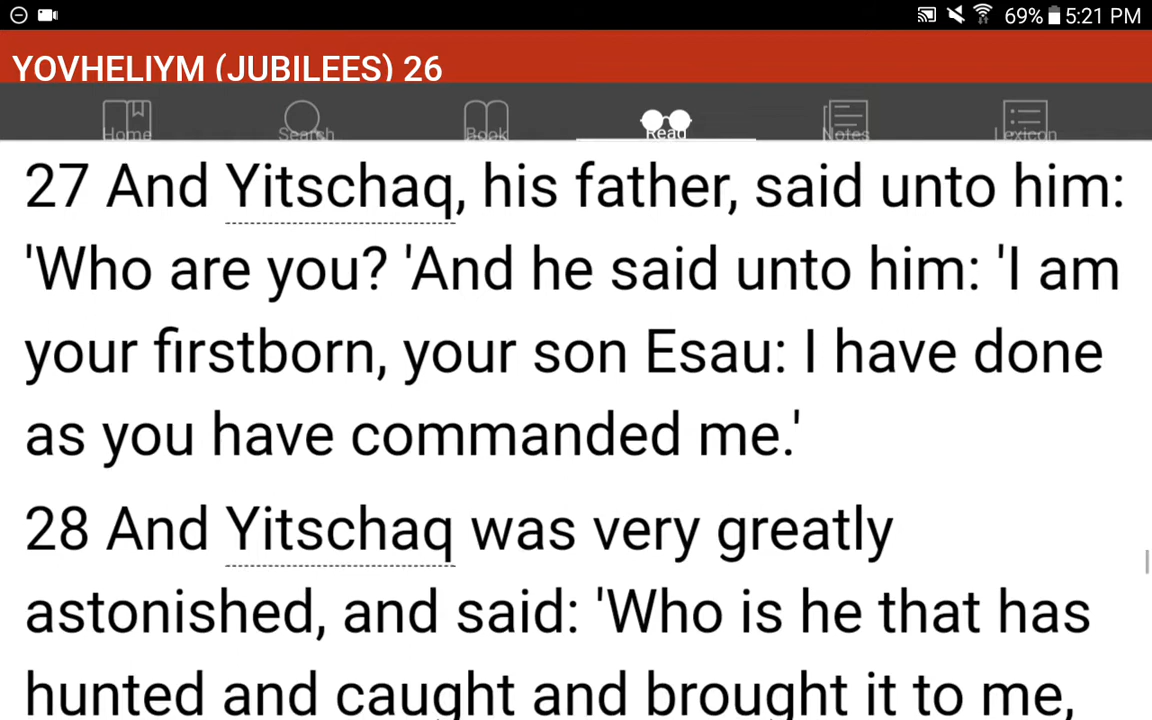 69% 5:21 PM
YOVHELIYM (JUBILEES) 26
Home Search Book Read Notes Lexicon
27 And Yitschaq, his father, said unto him:
'Who are you? 'And he said unto him: 'I am
your firstborn, your son Esau: I have done
as you have commanded me.'
28 And Yitschaq was very greatly
astonished, and said: 'Who is he that has
hunted and caught and brought it to me,